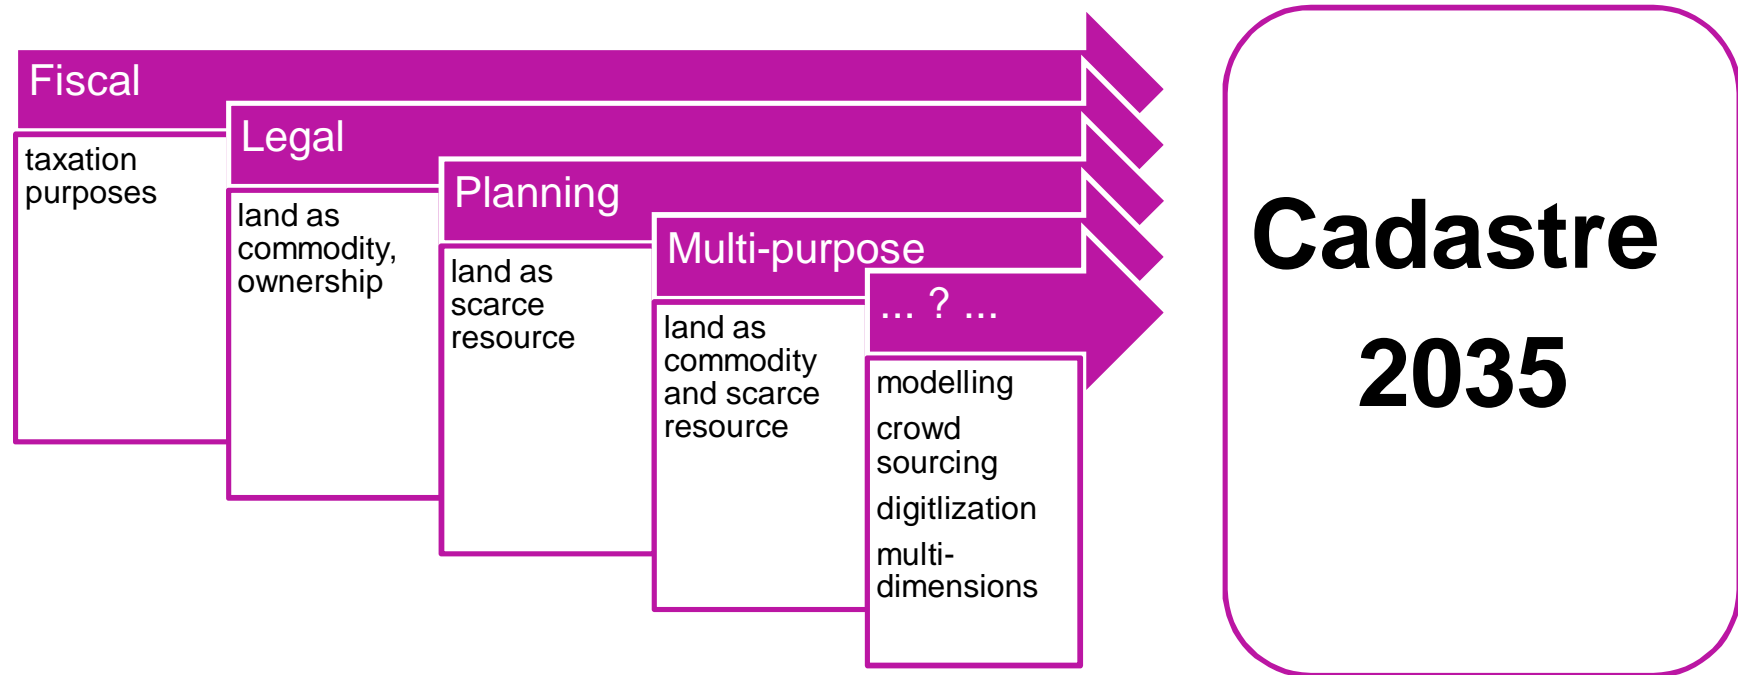 Fiscal
taxation
purposes
Legal
land as
commodity,
ownership
Planning
land as
scarce
resource
Multi-purpose
land as
commodity
and scarce
resource
... ? ...
modelling
crowd
sourcing
digitlization
multi-
dimensions
Cadastre
2035